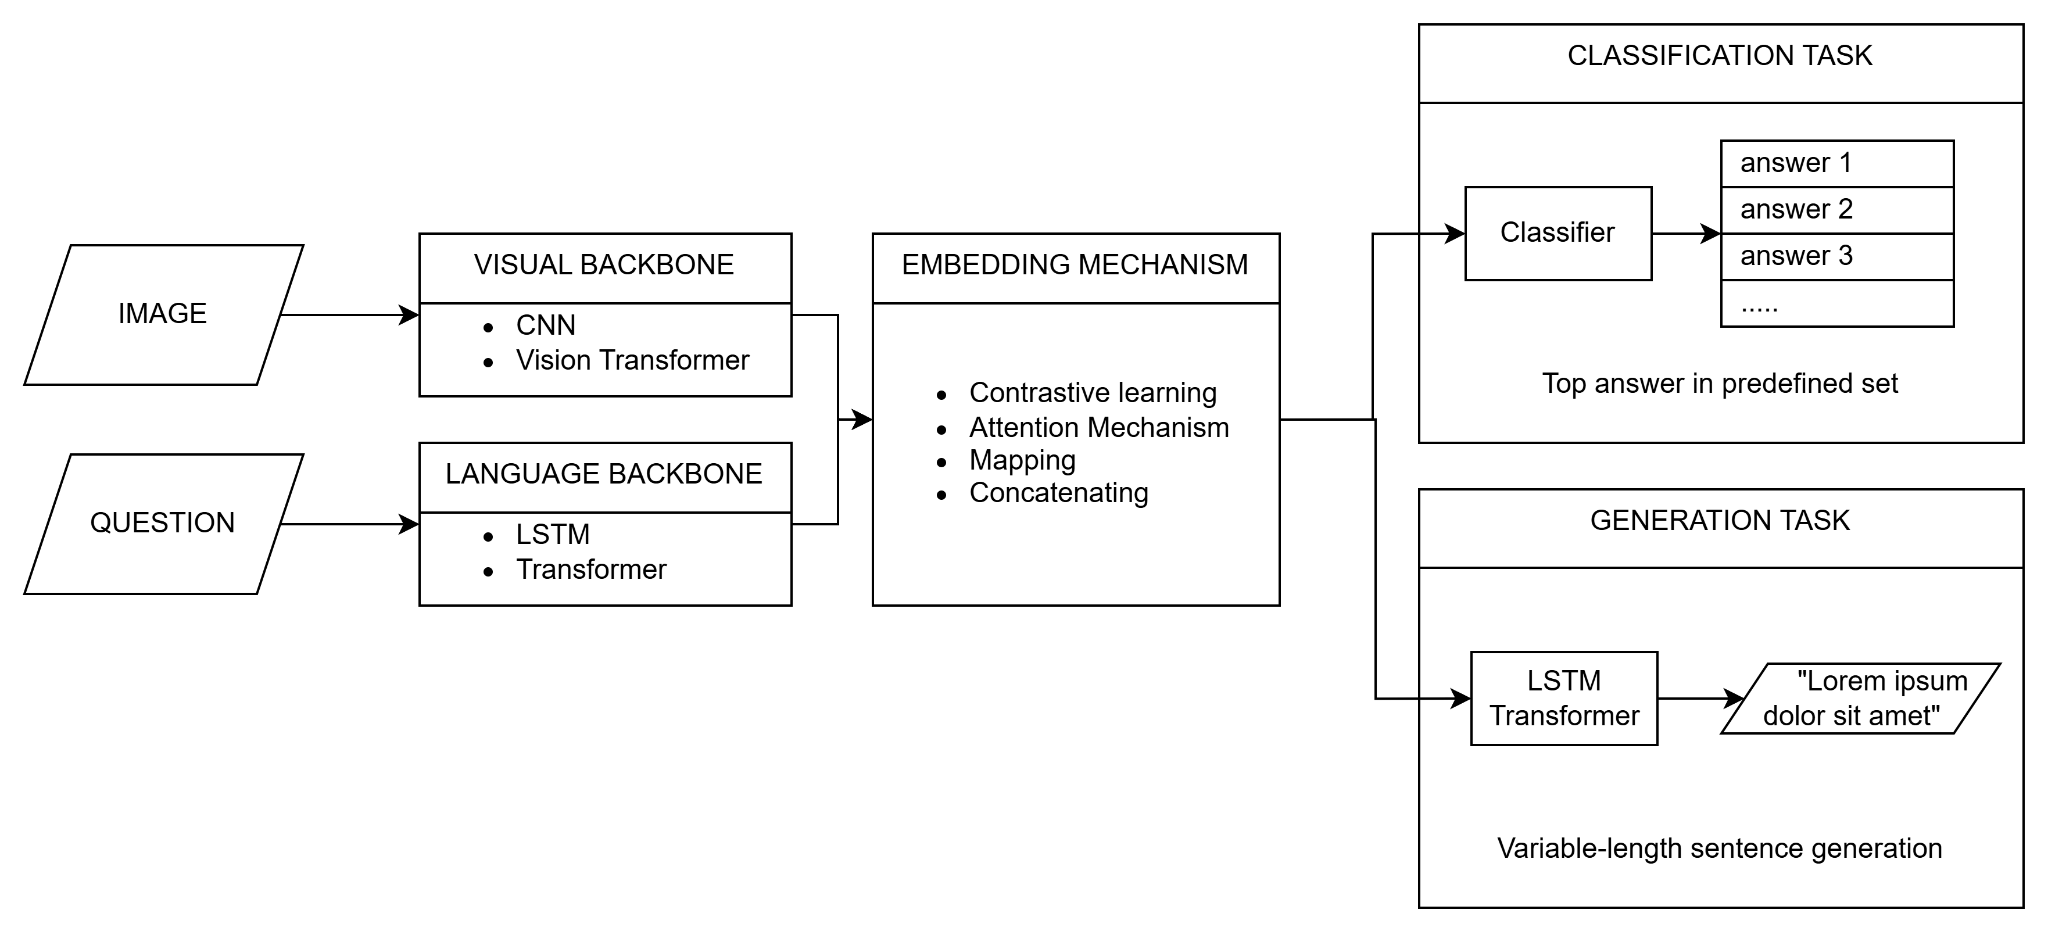 IMAGE
QUESTION
VISUAL BACKBONE
CNN
Vision Transformer
LANGUAGE BACKBONE
LSTM
Transformer
EMBEDDING MECHANISM
Contrastive learning
Attention Mechanism
Mapping
Concatenating
CLASSIFICATION TASK
Classifier
answer 1
answer 2
answer 3
.....
Top answer in predefined set
GENERATION TASK
LSTM
Transformer
"Lorem ipsum
dolor sit amet"
Variable-length sentence generation